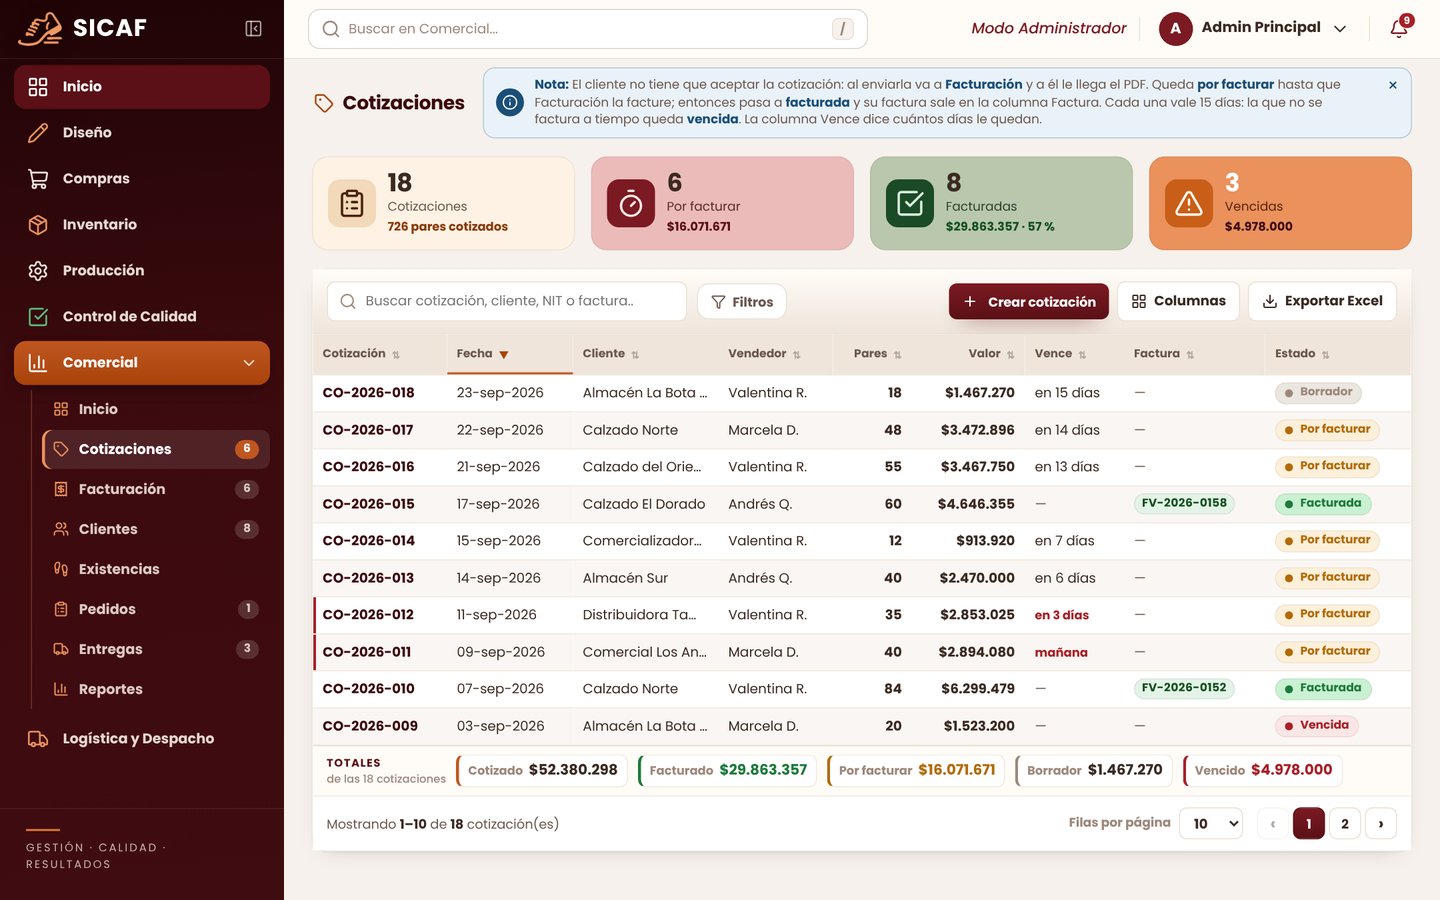 SICAF
Buscar en Comercial...
/
Modo Administrador
A
Admin Principal
9
Inicio
Diseño
Compras
Inventario
Producción
Control de Calidad
Comercial
Inicio
Cotizaciones 6
Facturación 6
Clientes 8
Existencias
Pedidos 1
Entregas 3
Reportes
Logística y Despacho
GESTIÓN · CALIDAD ·
RESULTADOS
Cotizaciones
Nota: El cliente no tiene que aceptar la cotización: al enviarla va a Facturación y a él le llega el PDF. Queda por facturar hasta que
Facturación la facture; entonces pasa a facturada y su factura sale en la columna Factura. Cada una vale 15 días: la que no se
factura a tiempo queda vencida. La columna Vence dice cuántos días le quedan.
×
18
Cotizaciones
726 pares cotizados
6
Por facturar
$16.071.671
8
Facturadas
$29.863.357 · 57 %
3
Vencidas
$4.978.000
Buscar cotización, cliente, NIT o factura..
Filtros
+ Crear cotización
Columnas
Exportar Excel
Cotización Fecha ▼ Cliente Vendedor Pares Valor Vence Factura Estado
CO-2026-018 23-sep-2026 Almacén La Bota ... Valentina R. 18 $1.467.270 en 15 días — Borrador
CO-2026-017 22-sep-2026 Calzado Norte Marcela D. 48 $3.472.896 en 14 días — Por facturar
CO-2026-016 21-sep-2026 Calzado del Orie... Valentina R. 55 $3.467.750 en 13 días — Por facturar
CO-2026-015 17-sep-2026 Calzado El Dorado Andrés Q. 60 $4.646.355 — FV-2026-0158 Facturada
CO-2026-014 15-sep-2026 Comercializador... Valentina R. 12 $913.920 en 7 días — Por facturar
CO-2026-013 14-sep-2026 Almacén Sur Andrés Q. 40 $2.470.000 en 6 días — Por facturar
CO-2026-012 11-sep-2026 Distribuidora Ta... Valentina R. 35 $2.853.025 en 3 días — Por facturar
CO-2026-011 09-sep-2026 Comercial Los An... Marcela D. 40 $2.894.080 mañana — Por facturar
CO-2026-010 07-sep-2026 Calzado Norte Valentina R. 84 $6.299.479 — FV-2026-0152 Facturada
CO-2026-009 03-sep-2026 Almacén La Bota ... Marcela D. 20 $1.523.200 — — Vencida
TOTALES
de las 18 cotizaciones
Cotizado $52.380.298
Facturado $29.863.357
Por facturar $16.071.671
Borrador $1.467.270
Vencido $4.978.000
Mostrando 1–10 de 18 cotización(es)
Filas por página 10 ‹ 1 2 ›